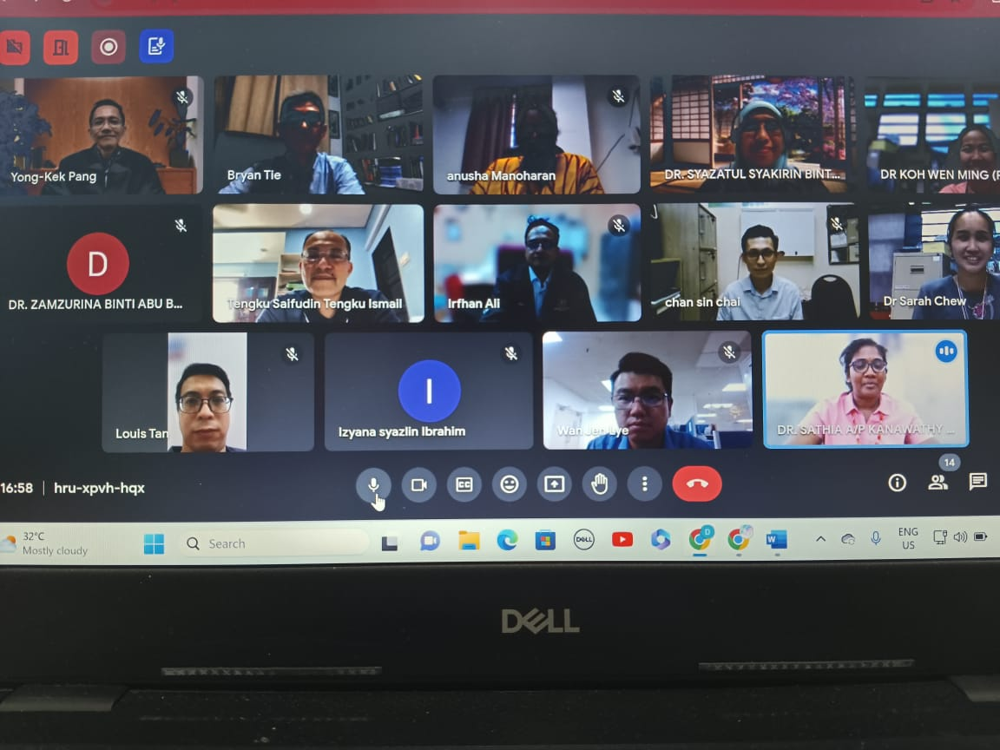 Yong-Kek Pang
Bryan Tie
anusha Manoharan
DR. SYAZATUL SYAKIRIN BINT...
DR KOH WEN MING (
D
DR. ZAMZURINA BINTI ABU B...
Tengku Saifudin Tengku Ismail
Irfhan Ali
chan sin chai
Dr Sarah Chew
Louis Tan
I
Izyana syazlin Ibrahim
Wan Jen Lye
DR. SATHIA A/P KANAWATHY ...
16:58 | hru-xpvh-hqx
CC
14
32°C
Mostly cloudy
Search
DELL
D
W
ENG
US
DELL